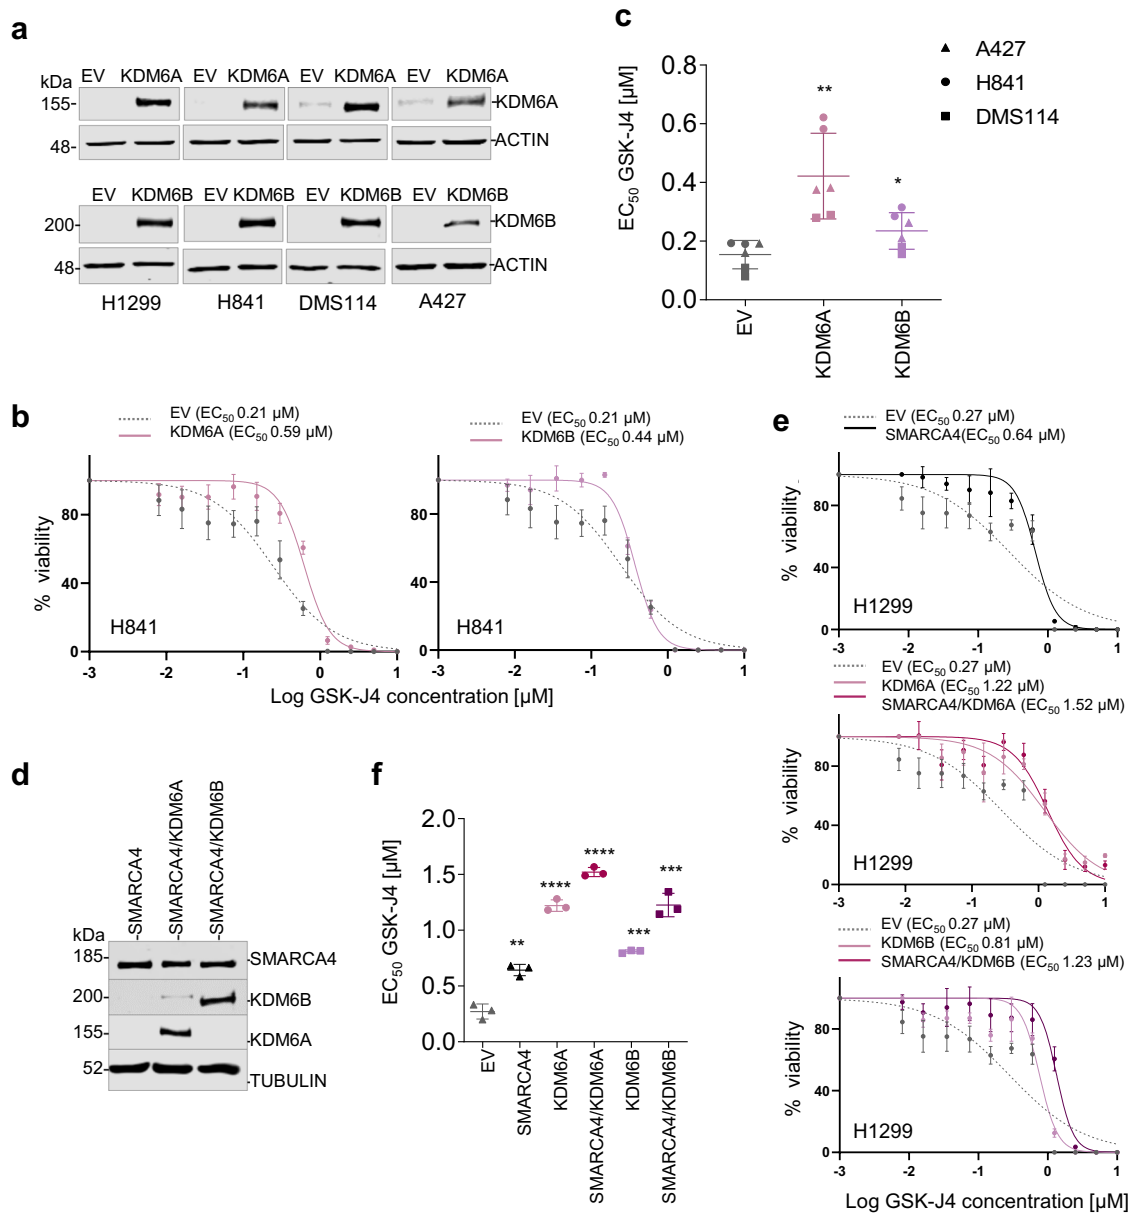 a
kDa EV KDM6A EV KDM6A EV KDM6A EV KDM6A
155- -KDM6A
48- -ACTIN
EV KDM6B EV KDM6B EV KDM6B EV KDM6B
200- -KDM6B
48- -ACTIN
H1299 H841 DMS114 A427
c
A427
H841
DMS114
EC50 GSK-J4 [µM]
0.8
0.6
0.4
0.2
0.0
**
*
EV
KDM6A
KDM6B
b
EV (EC50 0.21 µM)
KDM6A (EC50 0.59 µM)
% viability
80
40
0
H841
-3 -2 -1 0 1
EV (EC50 0.21 µM)
KDM6B (EC50 0.44 µM)
80
40
0
H841
-3 -2 -1 0 1
Log GSK-J4 concentration [µM]
e
EV (EC50 0.27 µM)
SMARCA4(EC50 0.64 µM)
% viability
80
40
0
H1299
-3 -2 -1 0 1
EV (EC50 0.27 µM)
KDM6A (EC50 1.22 µM)
SMARCA4/KDM6A (EC50 1.52 µM)
% viability
80
40
0
H1299
-3 -2 -1 0 1
EV (EC50 0.27 µM)
KDM6B (EC50 0.81 µM)
SMARCA4/KDM6B (EC50 1.23 µM)
% viability
80
40
0
H1299
-3 -2 -1 0 1
Log GSK-J4 concentration [µM]
d
-SMARCA4
-SMARCA4/KDM6A
-SMARCA4/KDM6B
kDa
185- -SMARCA4
200- -KDM6B
155- -KDM6A
52- -TUBULIN
f
EC50 GSK-J4 [µM]
2.0
1.5
1.0
0.5
0.0
**
****
****
***
***
EV
SMARCA4
KDM6A
SMARCA4/KDM6A
KDM6B
SMARCA4/KDM6B